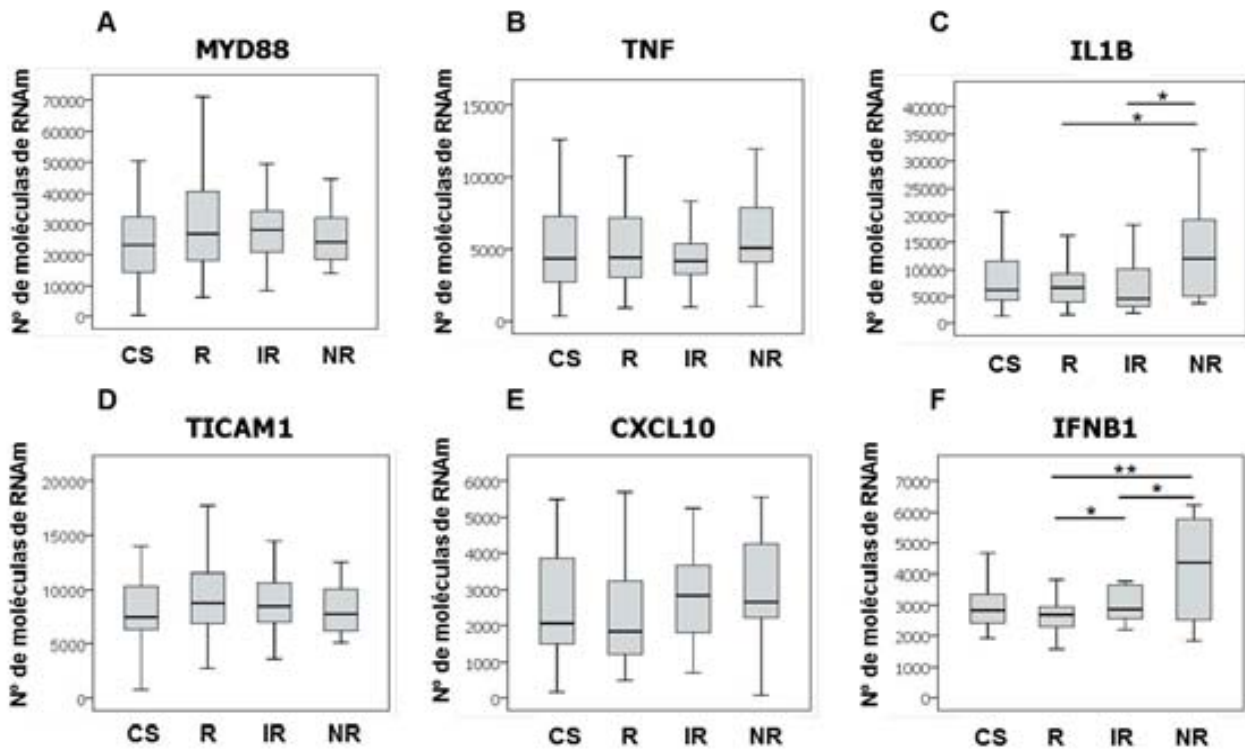 A
MYD88
Nº de moléculas de RNAm
70000
60000
50000
40000
30000
20000
10000
0
CS R IR NR
B
TNF
Nº de moléculas de RNAm
15000
10000
5000
0
CS R IR NR
C
IL1B
Nº de moléculas de RNAm
40000
35000
30000
25000
20000
15000
10000
5000
0
*
*
CS R IR NR
D
TICAM1
Nº de moléculas de RNAm
20000
15000
10000
5000
0
CS R IR NR
E
CXCL10
Nº de moléculas de RNAm
6000
5000
4000
3000
2000
1000
0
CS R IR NR
F
IFNB1
Nº de moléculas de RNAm
7000
6000
5000
4000
3000
2000
1000
0
**
*
*
CS R IR NR